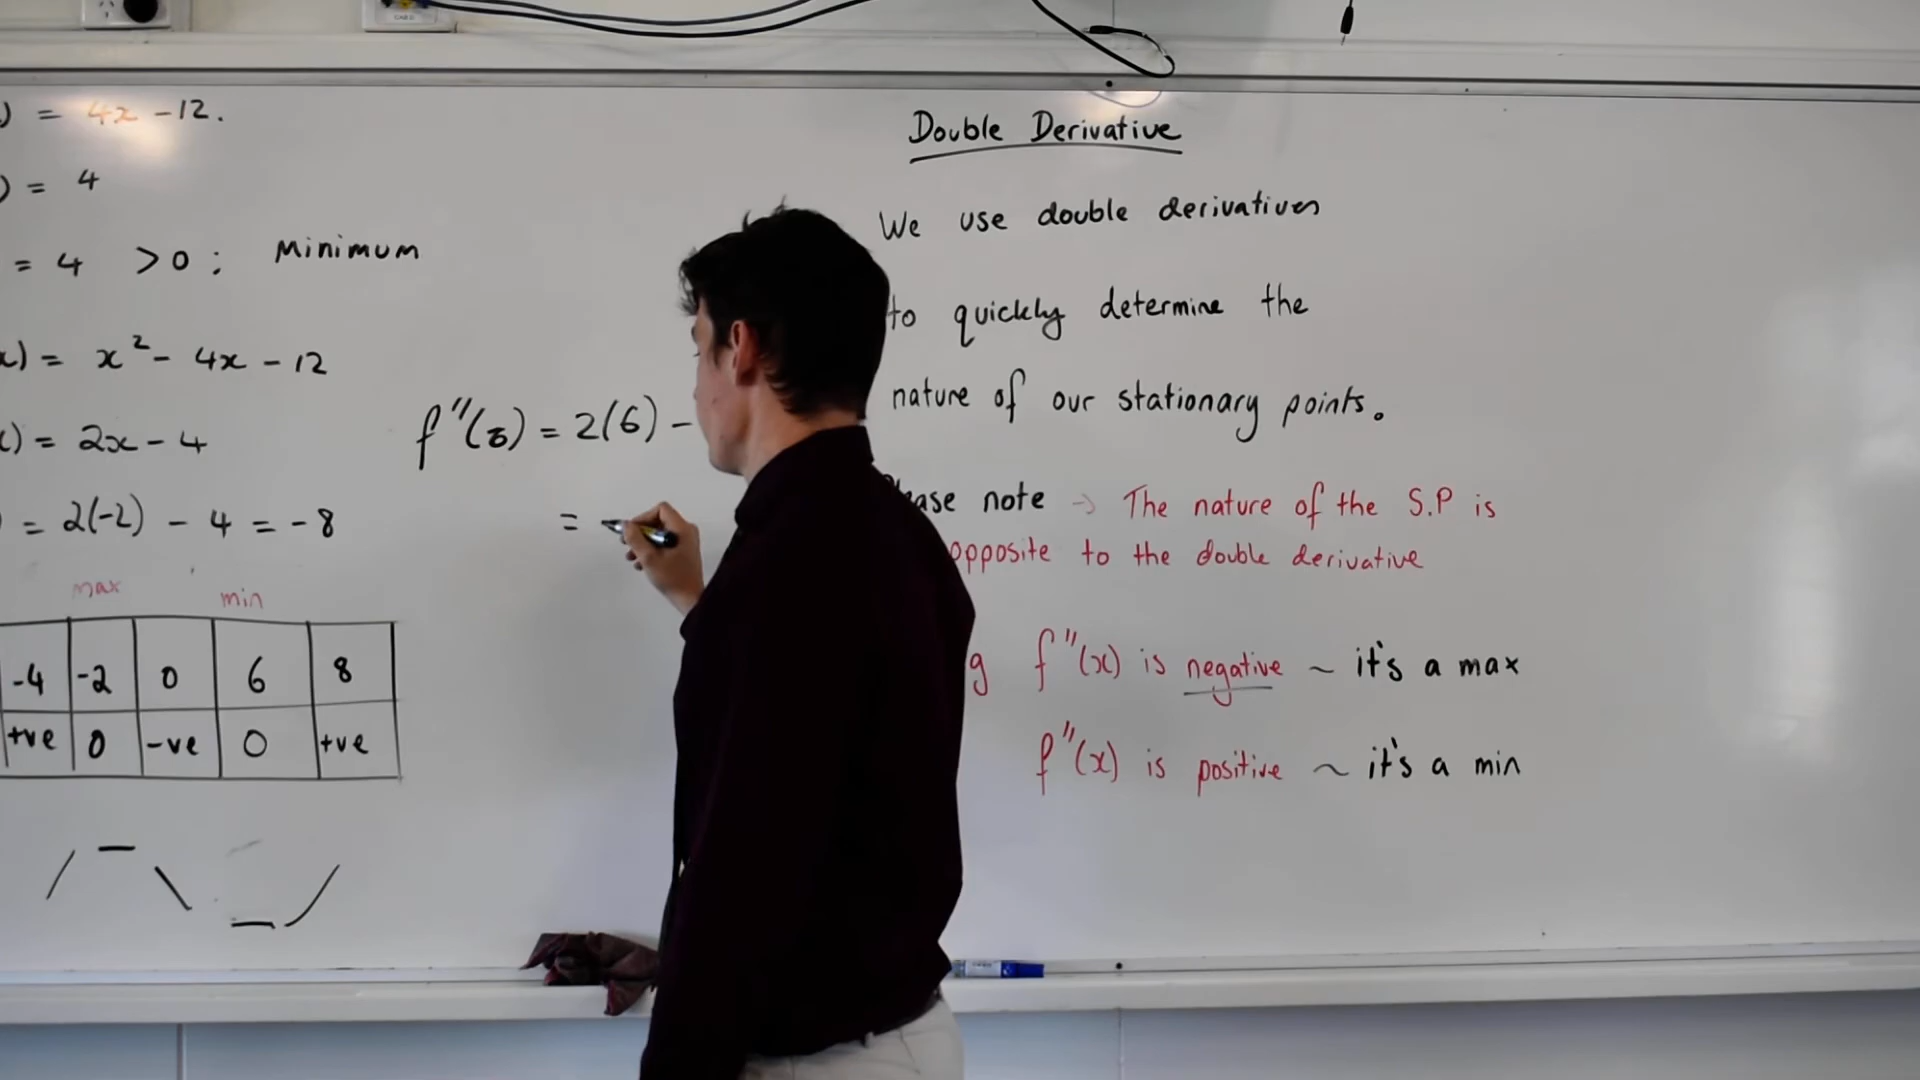 ) = 4x - 12.
) = 4
= 4 > 0 ; Minimum
x) = x² - 4x - 12
x) = 2x - 4
) = 2(-2) - 4 = -8
max min
-4 -2 0 6 8
+ve 0 -ve 0 +ve
f"(6) = 2(6) -
=
Double Derivative
We use double derivatives
to quickly determine the
nature of our stationary points.
ease note → The nature of the S.P is
opposite to the double derivative
g f"(x) is negative ~ it's a max
f"(x) is positive ~ it's a min